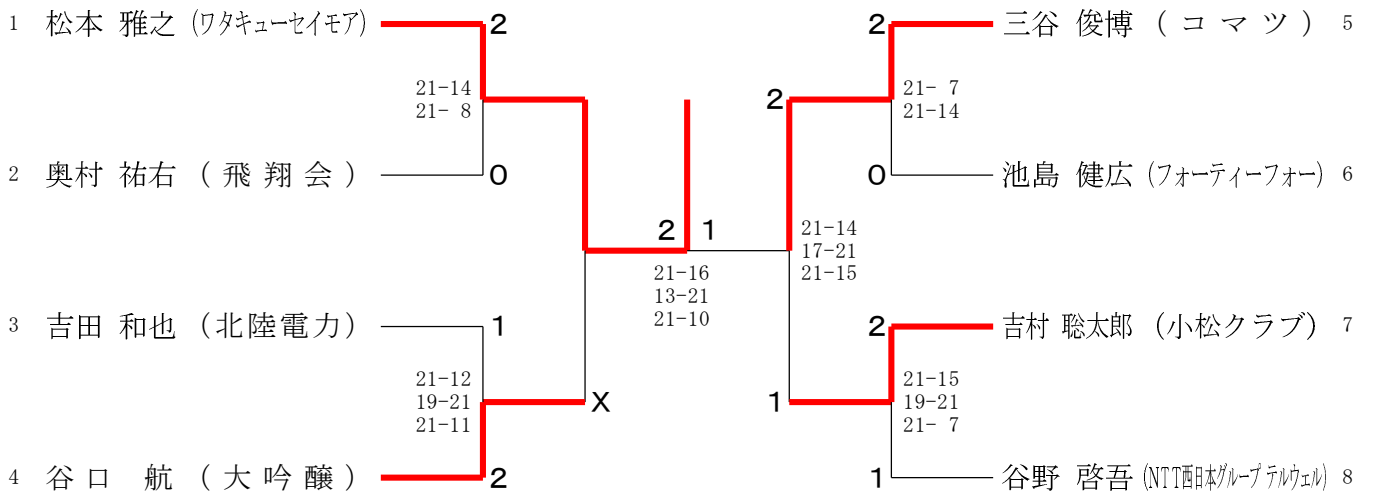 1 松本 雅之 (ワタキューセイモア) 2
2 三谷 俊博 ( コ マ ツ ) 5
21-14
21- 8
2
21- 7
21-14
2 奥村 祐右 ( 飛 翔 会 ) 0
0 池島 健広 (フォーティーフォー) 6
2 1
21-14
17-21
21-15
21-16
13-21
21-10
3 吉田 和也 (北陸電力) 1
2 吉村 聡太郎 (小松クラブ) 7
21-12
19-21
21-11
X
1
21-15
19-21
21- 7
4 谷口 航 ( 大 吟 醸 ) 2
1 谷野 啓吾 (NTT西日本グループ テルウェル) 8